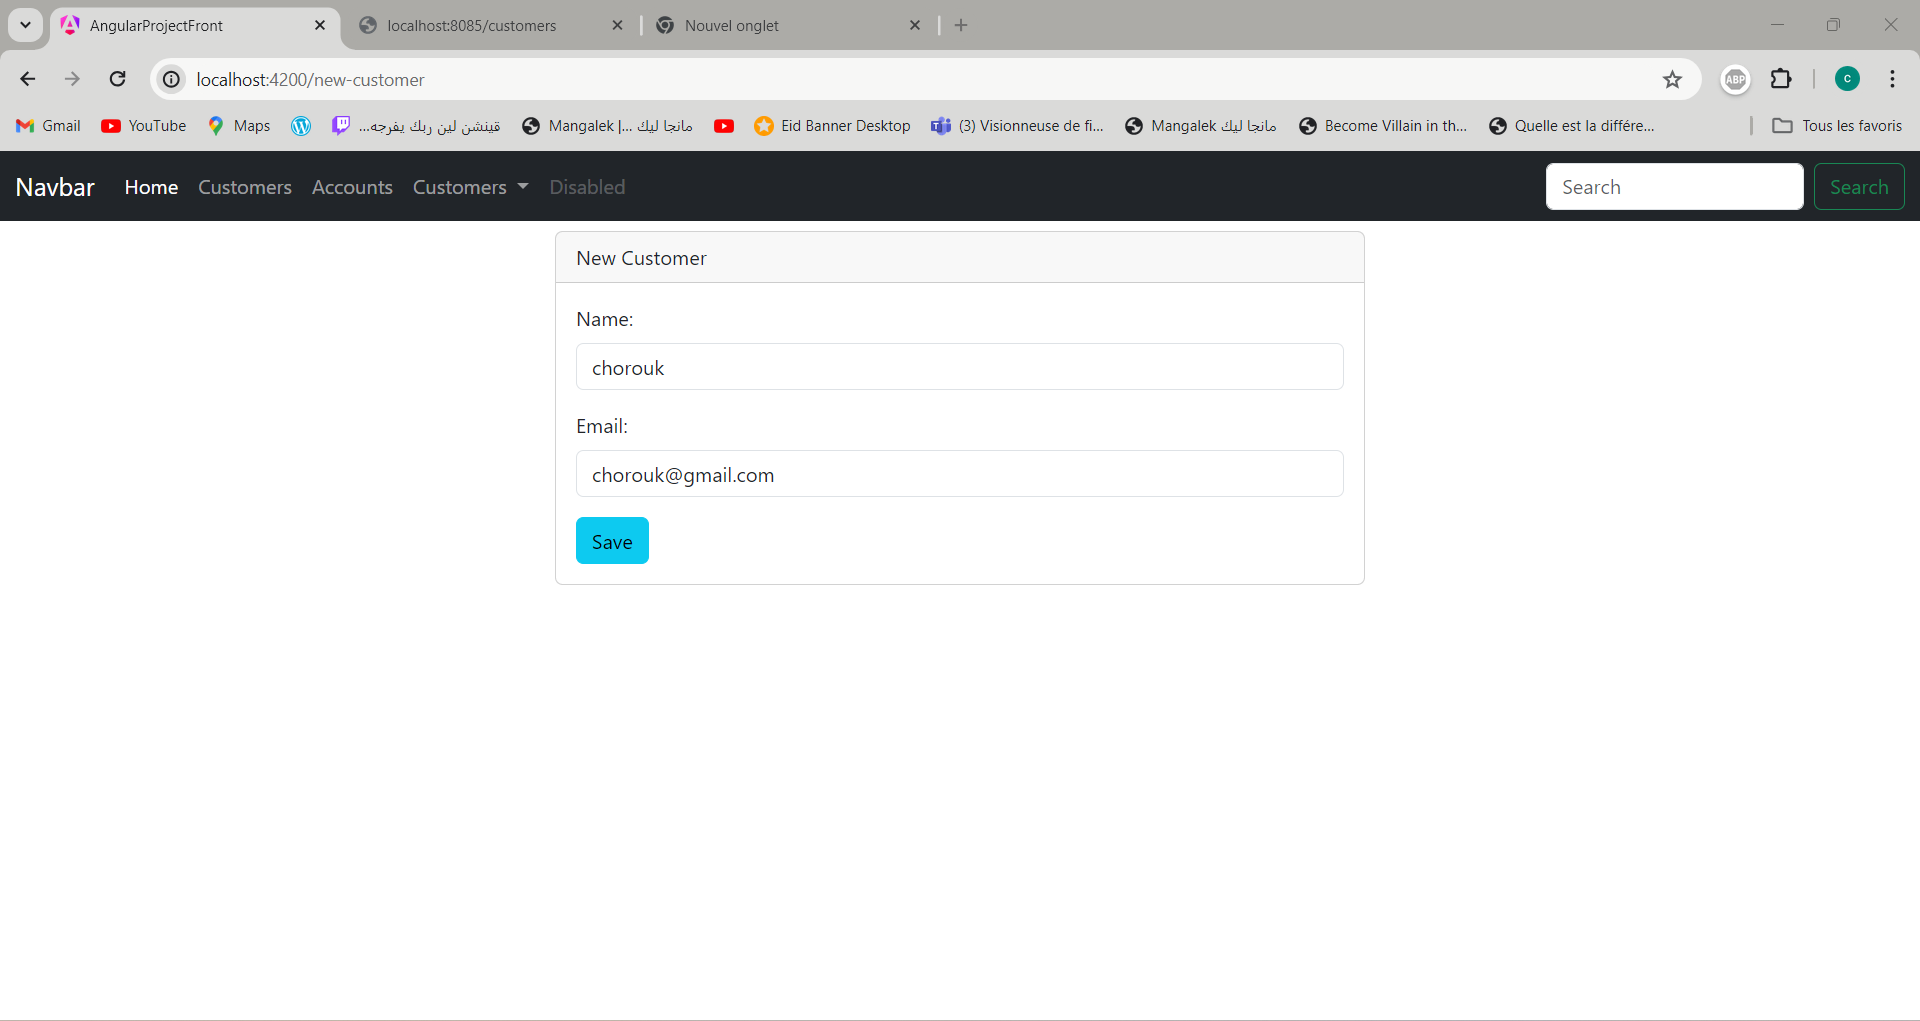 AngularProjectFront
localhost:8085/customers
Nouvel onglet
localhost:4200/new-customer
ABP
C
Gmail
YouTube
Maps
قينشن لين ربك يفرجه...
Mangalek |... مانجا ليك
Eid Banner Desktop
(3) Visionneuse de fi...
Mangalek مانجا ليك
Become Villain in th...
Quelle est la différe...
Tous les favoris
Navbar
Home
Customers
Accounts
Customers
Disabled
Search
Search
New Customer
Name:
chorouk
Email:
chorouk@gmail.com
Save